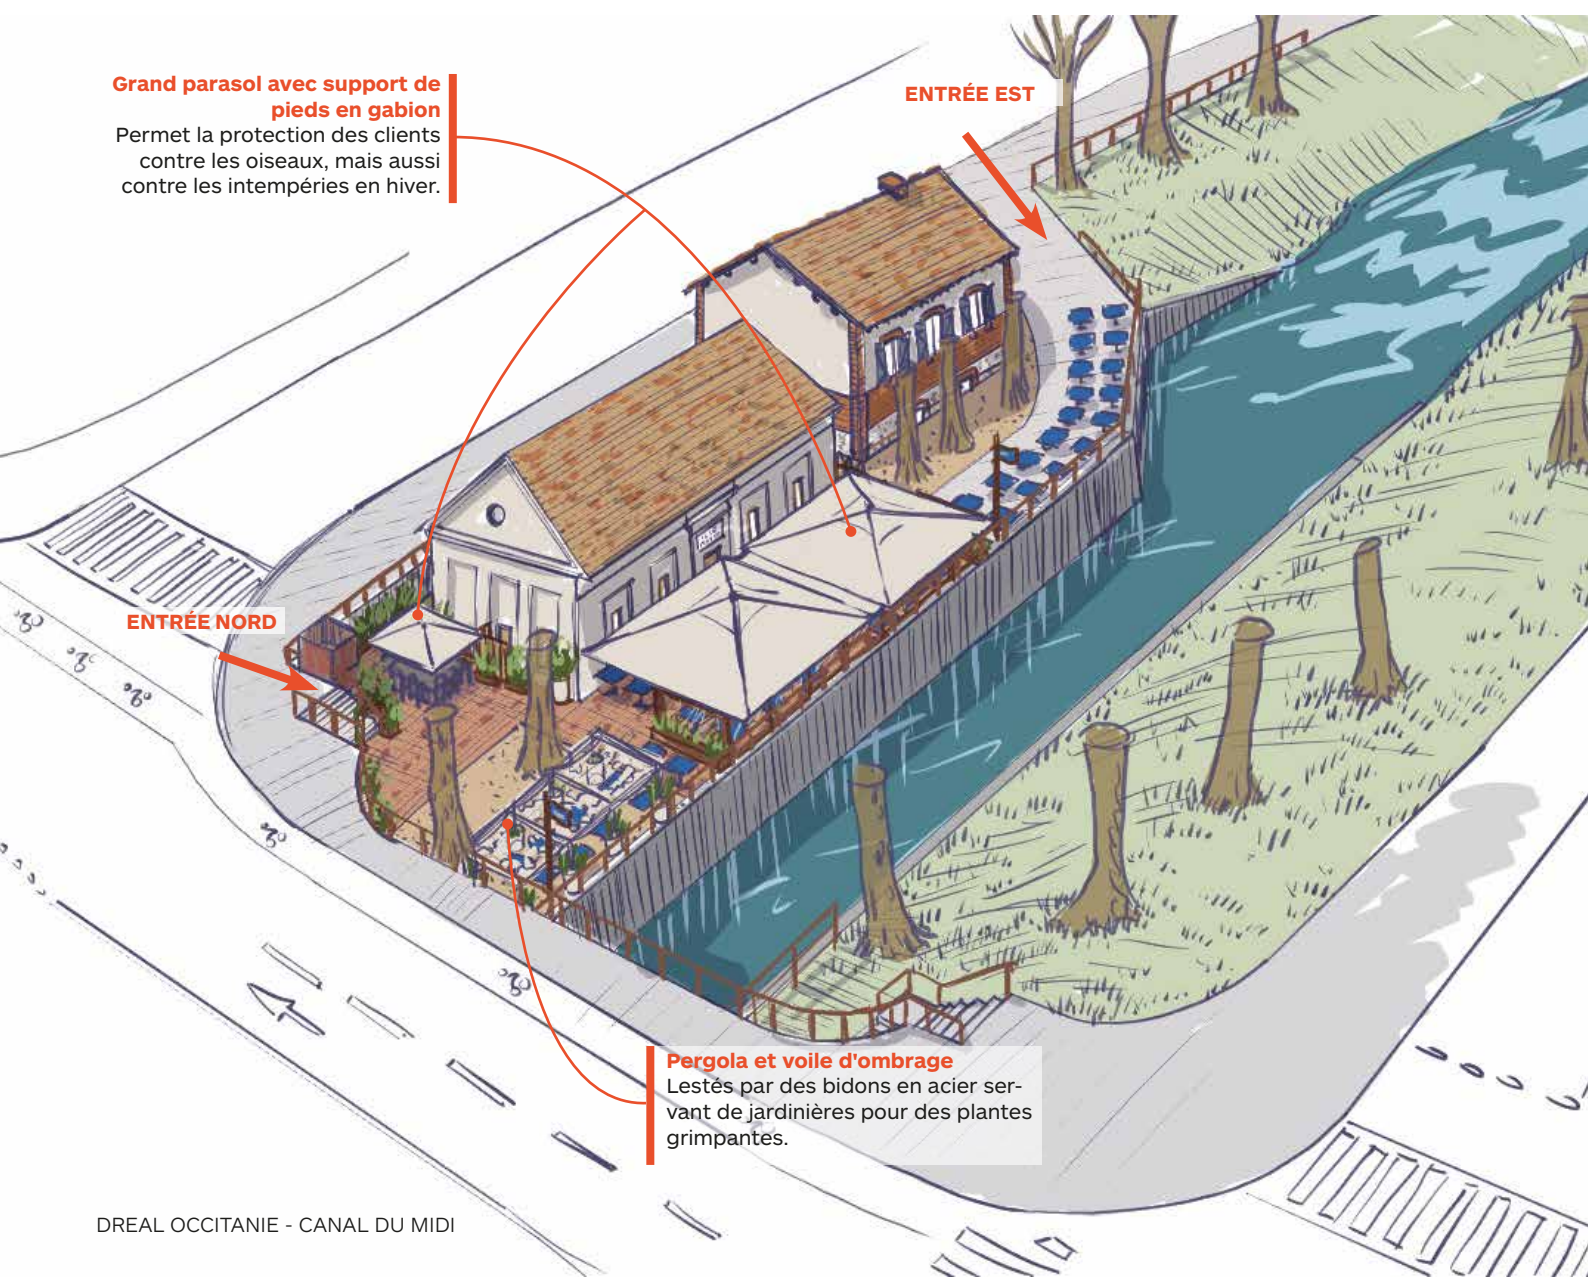 Grand parasol avec support de
pieds en gabion
Permet la protection des clients
contre les oiseaux, mais aussi
contre les intempéries en hiver.
ENTRÉE EST
ENTRÉE NORD
Pergola et voile d'ombrage
Lestés par des bidons en acier ser-
vant de jardinières pour des plantes
grimpantes.
DREAL OCCITANIE - CANAL DU MIDI